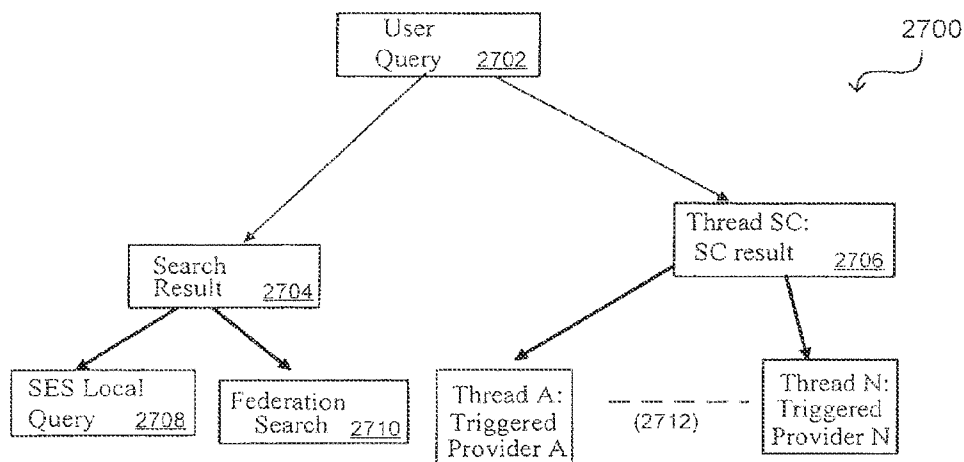 User
Query 2702
2700
Search
Result 2704
Thread SC:
SC result 2706
SES Local
Query 2708
Federation
Search 2710
Thread A:
Triggered
Provider A
(2712)
Thread N:
Triggered
Provider N